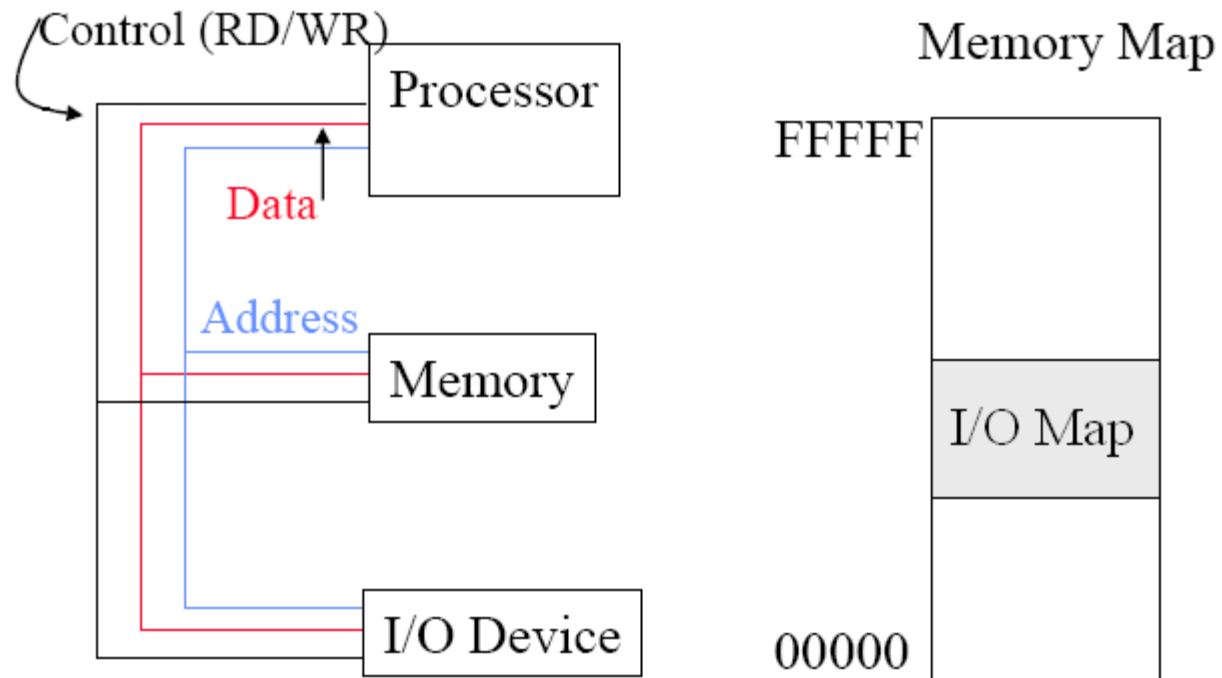 Control (RD/WR)
Processor
Data
Address
Memory
I/O Device
Memory Map
FFFFF
I/O Map
00000